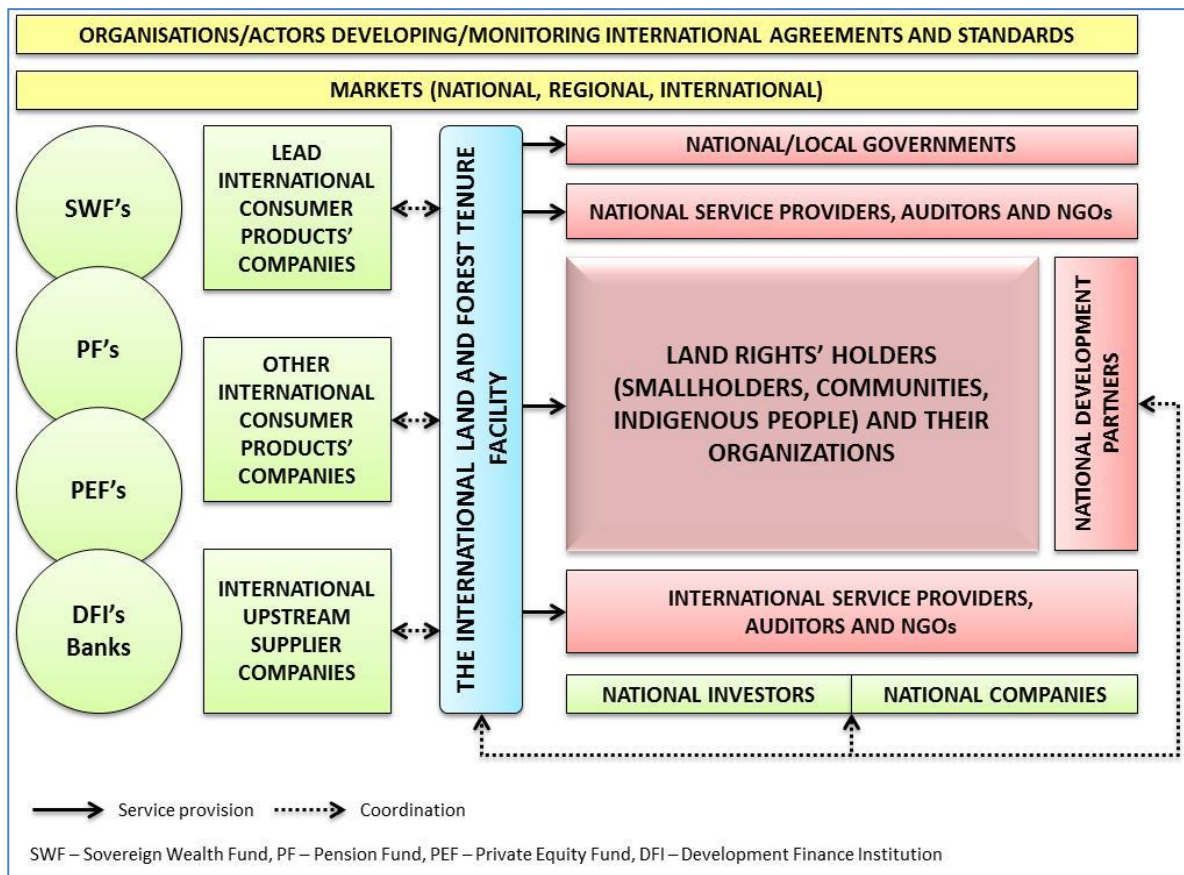 ORGANISATIONS/ACTORS DEVELOPING/MONITORING INTERNATIONAL AGREEMENTS AND STANDARDS
MARKETS (NATIONAL, REGIONAL, INTERNATIONAL)
SWF's
PF's
PEF's
DFI's
Banks
LEAD
INTERNATIONAL
CONSUMER
PRODUCTS'
COMPANIES
OTHER
INTERNATIONAL
CONSUMER
PRODUCTS'
COMPANIES
INTERNATIONAL
UPSTREAM
SUPPLIER
COMPANIES
THE INTERNATIONAL LAND AND FOREST TENURE
FACILITY
NATIONAL/LOCAL GOVERNMENTS
NATIONAL SERVICE PROVIDERS, AUDITORS AND NGOs
LAND RIGHTS' HOLDERS
(SMALLHOLDERS, COMMUNITIES,
INDIGENOUS PEOPLE) AND THEIR
ORGANIZATIONS
NATIONAL DEVELOPMENT
PARTNERS
INTERNATIONAL SERVICE PROVIDERS,
AUDITORS AND NGOs
NATIONAL INVESTORS
NATIONAL COMPANIES
Service provision
Coordination
SWF – Sovereign Wealth Fund, PF – Pension Fund, PEF – Private Equity Fund, DFI – Development Finance Institution